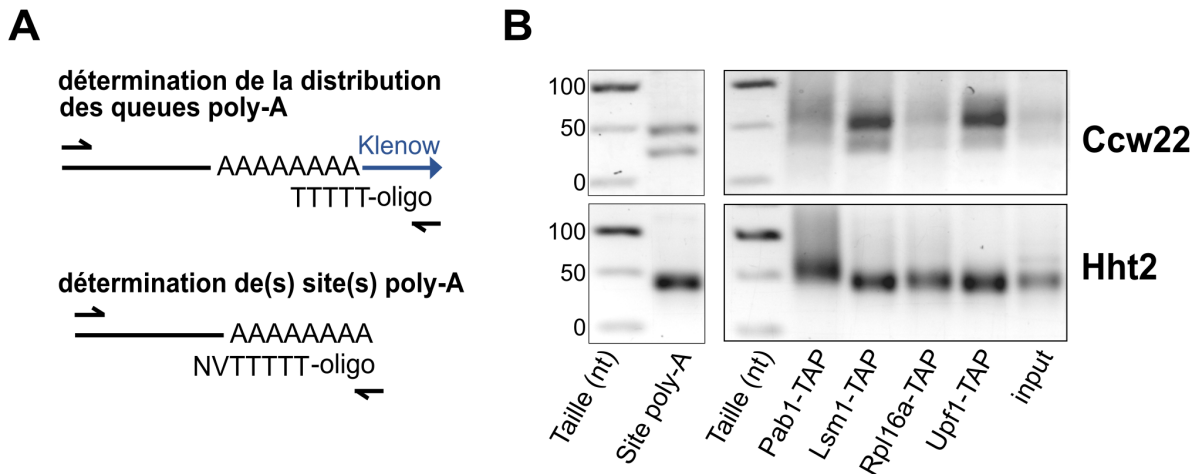 A
détermination de la distribution
des queues poly-A
Klenow
AAAAAAAA
TTTTT-oligo
détermination de(s) site(s) poly-A
AAAAAAAA
NVTTTTT-oligo
B
100
50
0
Ccw22
100
50
0
Hht2
Taille (nt)
Site poly-A
Taille (nt)
Pab1-TAP
Lsm1-TAP
Rpl16a-TAP
Upf1-TAP
input